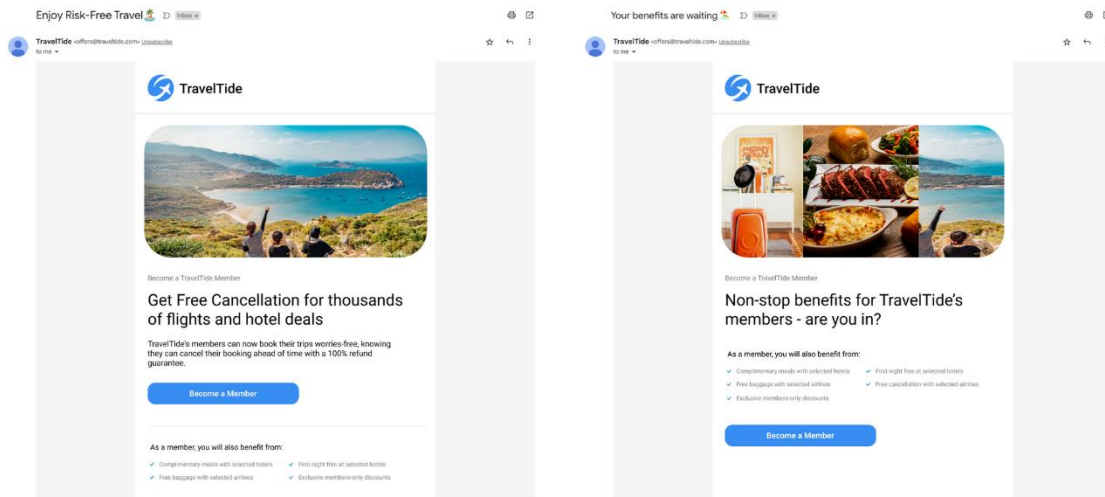 Enjoy Risk-Free Travel🏝️ Inbox x
TravelTide <offers@traveltide.com> Unsubscribe
to me
TravelTide
Become a TravelTide Member
Get Free Cancellation for thousands
of flights and hotel deals
TravelTide's members can now book their trips worries-free, knowing
they can cancel their booking ahead of time with a 100% refund
guarantee.
Become a Member
As a member, you will also benefit from:
✓ Complimentary meals with selected hotels ✓ First night free at selected hotels
✓ Free baggage with selected airlines ✓ Exclusive members-only discounts
Your benefits are waiting🏖️ Inbox x
TravelTide <offers@traveltide.com> Unsubscribe
to me
TravelTide
Become a TravelTide Member
Non-stop benefits for TravelTide's
members - are you in?
As a member, you will also benefit from:
✓ Complimentary meals with selected hotels ✓ First night free at selected hotels
✓ Free baggage with selected airlines ✓ Free cancellation with selected airlines
✓ Exclusive members-only discounts
Become a Member